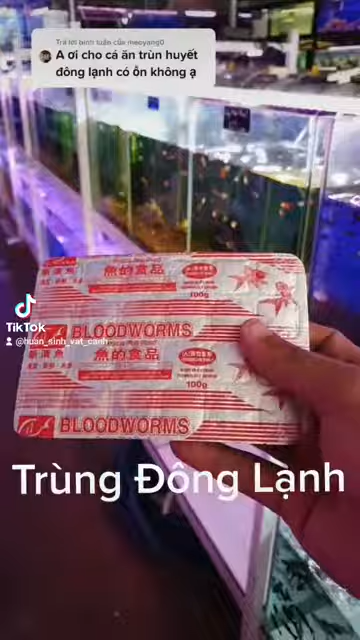 Trả lời bình luận của meoyang0
A ơi cho cá ăn trùn huyết
đông lạnh có ổn không ạ
魚的食品
100g
BLOODWORMS
魚的食品
100g
BLOODWORMS
TikTok
@huan_sinh_vat_canh
Trùng Đông Lạnh